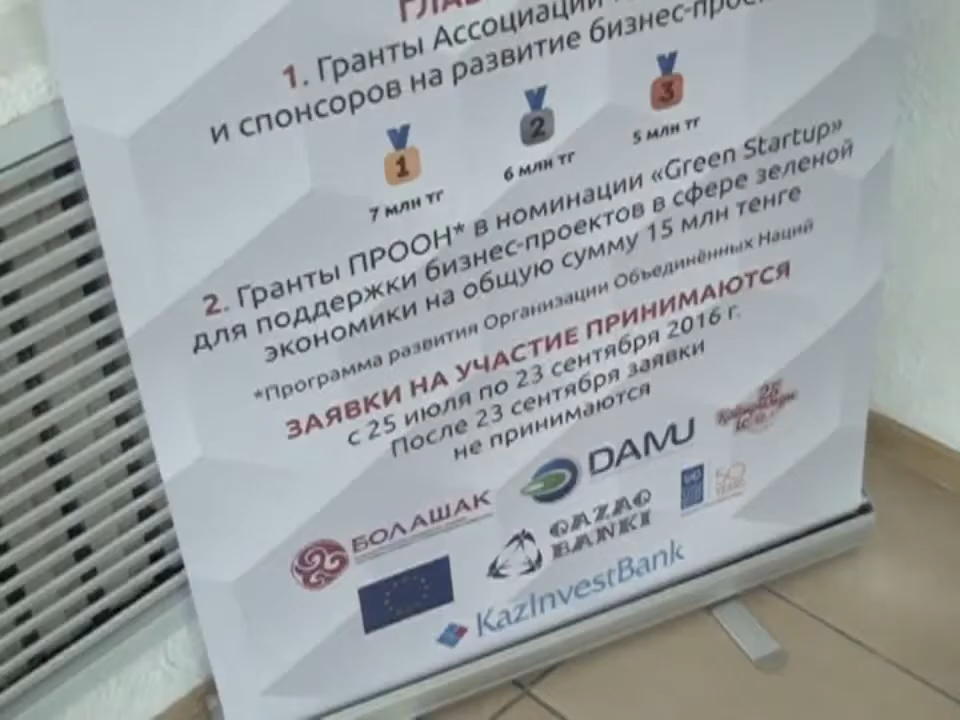 1. Гранты Ассоциации
и спонсоров на развитие
1
2
3
7 млн тг
6 млн тг
5 млн тг
2. Гранты ПРООН* в номинации «Green Startup»
для поддержки бизнес-проектов в сфере зеленой
экономики на общую сумму 15 млн тенге
*Программа развития Организации Объединённых Наций
ЗАЯВКИ НА УЧАСТИЕ ПРИНИМАЮТСЯ
с 25 июля по 23 сентября 2016 г.
После 23 сентября заявки
не принимаются
БОЛАШАК
DAMU
25
QAZAQ
BANKI
50
YEARS
KazInvestBank